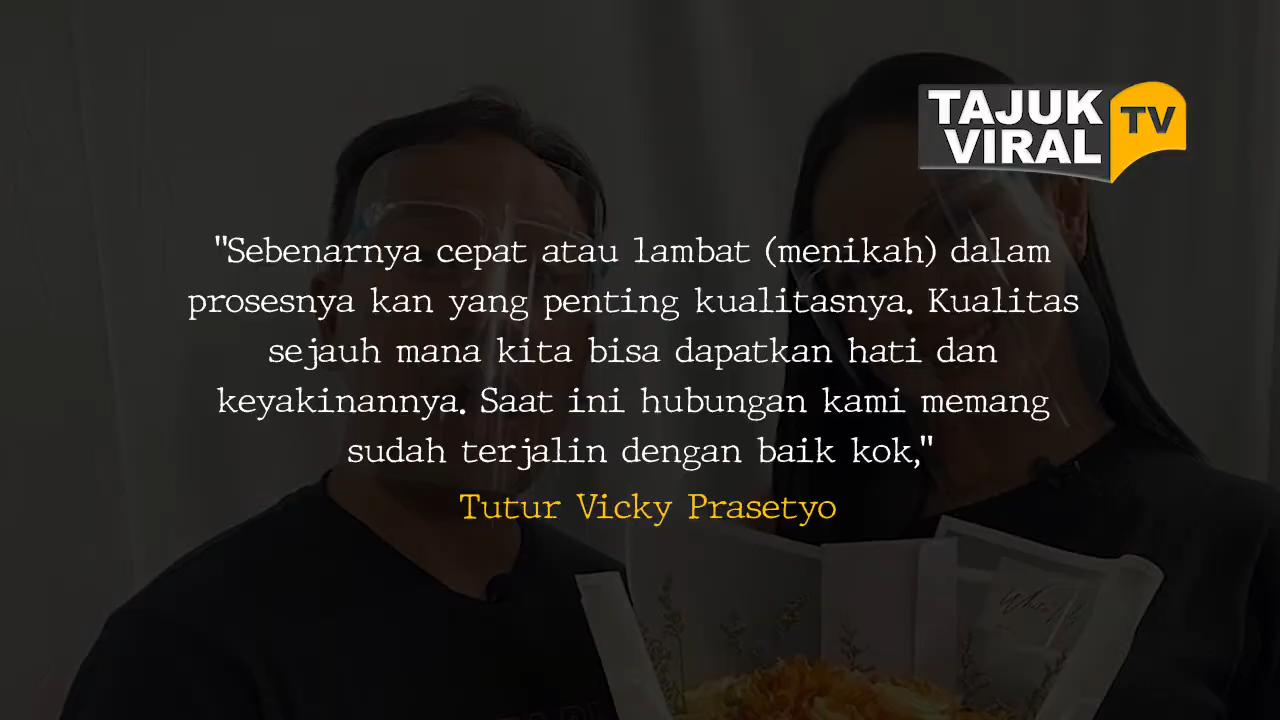 TAJUK
VIRAL
TV
"Sebenarnya cepat atau lambat (menikah) dalam
prosesnya kan yang penting kualitasnya. Kualitas
sejauh mana kita bisa dapatkan hati dan
keyakinannya. Saat ini hubungan kami memang
sudah terjalin dengan baik kok,"
Tutur Vicky Prasetyo